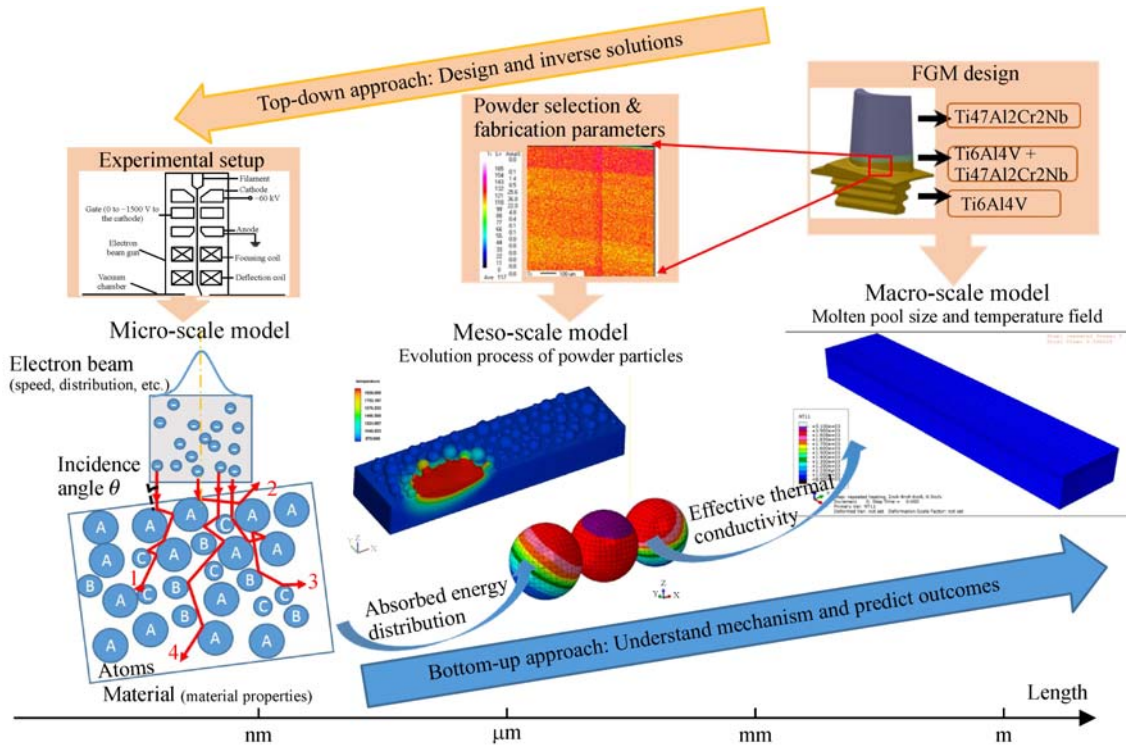 Top-down approach: Design and inverse solutions
FGM design
Ti47Al2Cr2Nb
Ti6Al4V +
Ti47Al2Cr2Nb
Ti6Al4V
Powder selection &
fabrication parameters
Experimental setup
Filament
Cathode
−60 kV
Gate (0 to −1500 V to
the cathode)
Anode
Electron
beam gun
Focusing coil
Deflection coil
Vacuum
chamber
Micro-scale model
Electron beam
(speed, distribution, etc.)
Incidence
angle θ
1
2
3
4
A
B
C
Atoms
Material (material properties)
Meso-scale model
Evolution process of powder particles
temperature
Absorbed energy
distribution
Effective thermal
conductivity
Macro-scale model
Molten pool size and temperature field
NT11
Bottom-up approach: Understand mechanism and predict outcomes
Length
nm
μm
mm
m